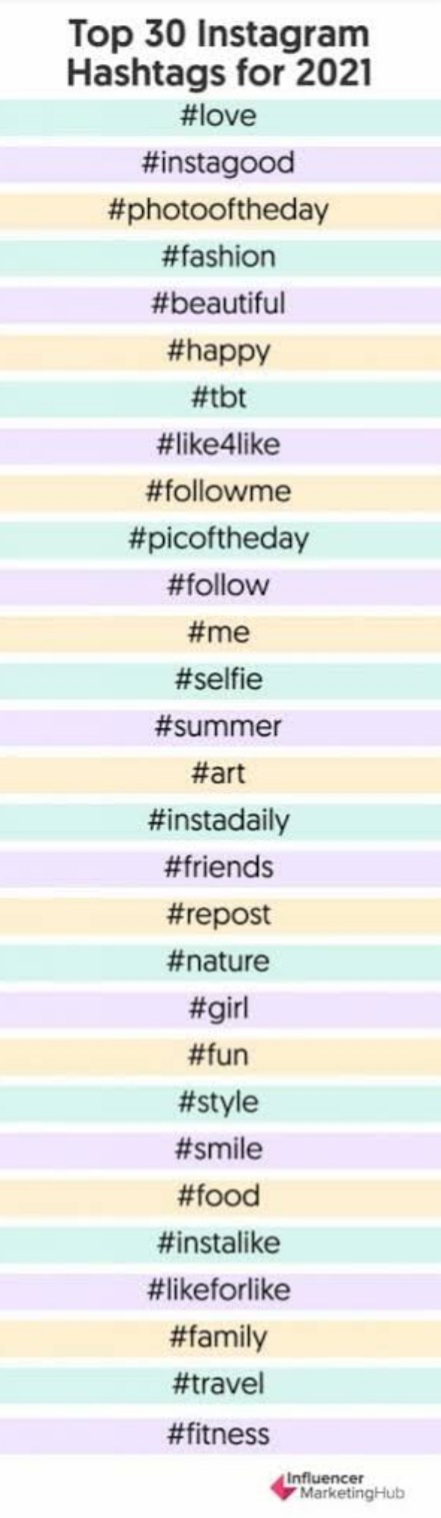 Top 30 Instagram
Hashtags for 2021
#love
#instagood
#photooftheday
#fashion
#beautiful
#happy
#tbt
#like4like
#followme
#picoftheday
#follow
#me
#selfie
#summer
#art
#instadaily
#friends
#repost
#nature
#girl
#fun
#style
#smile
#food
#instalike
#likeforlike
#family
#travel
#fitness
Influencer
MarketingHub